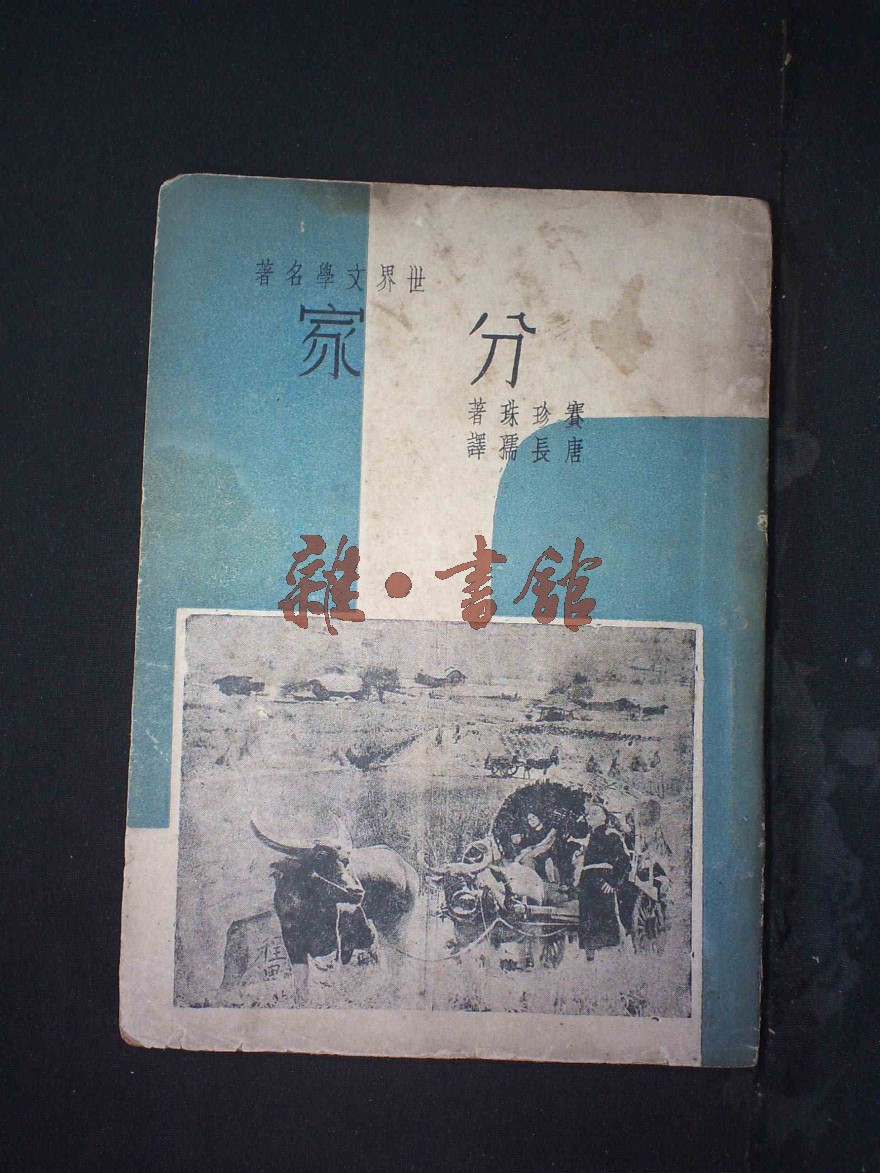 世界文學名著
分家
賽珍珠著
唐長孺譯
雜·書館